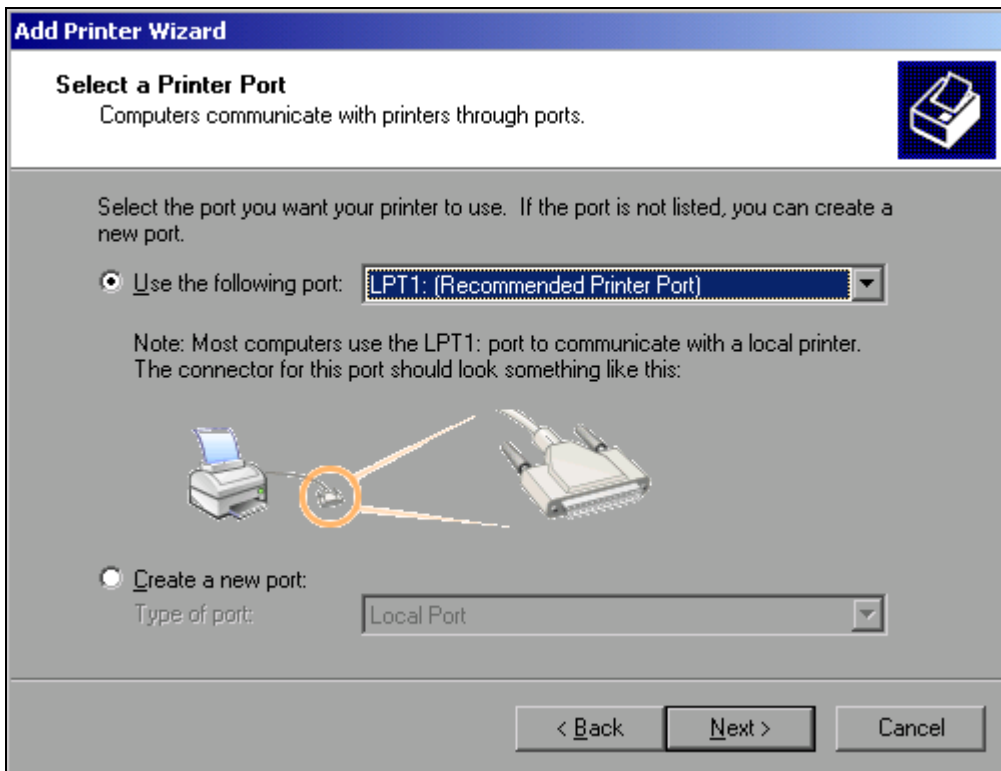 Add Printer Wizard
Select a Printer Port
Computers communicate with printers through ports.
Select the port you want your printer to use.  If the port is not listed, you can create a
new port.
Use the following port: LPT1: (Recommended Printer Port)
Note: Most computers use the LPT1: port to communicate with a local printer.
The connector for this port should look something like this:
Create a new port:
Type of port: Local Port
< Back Next > Cancel